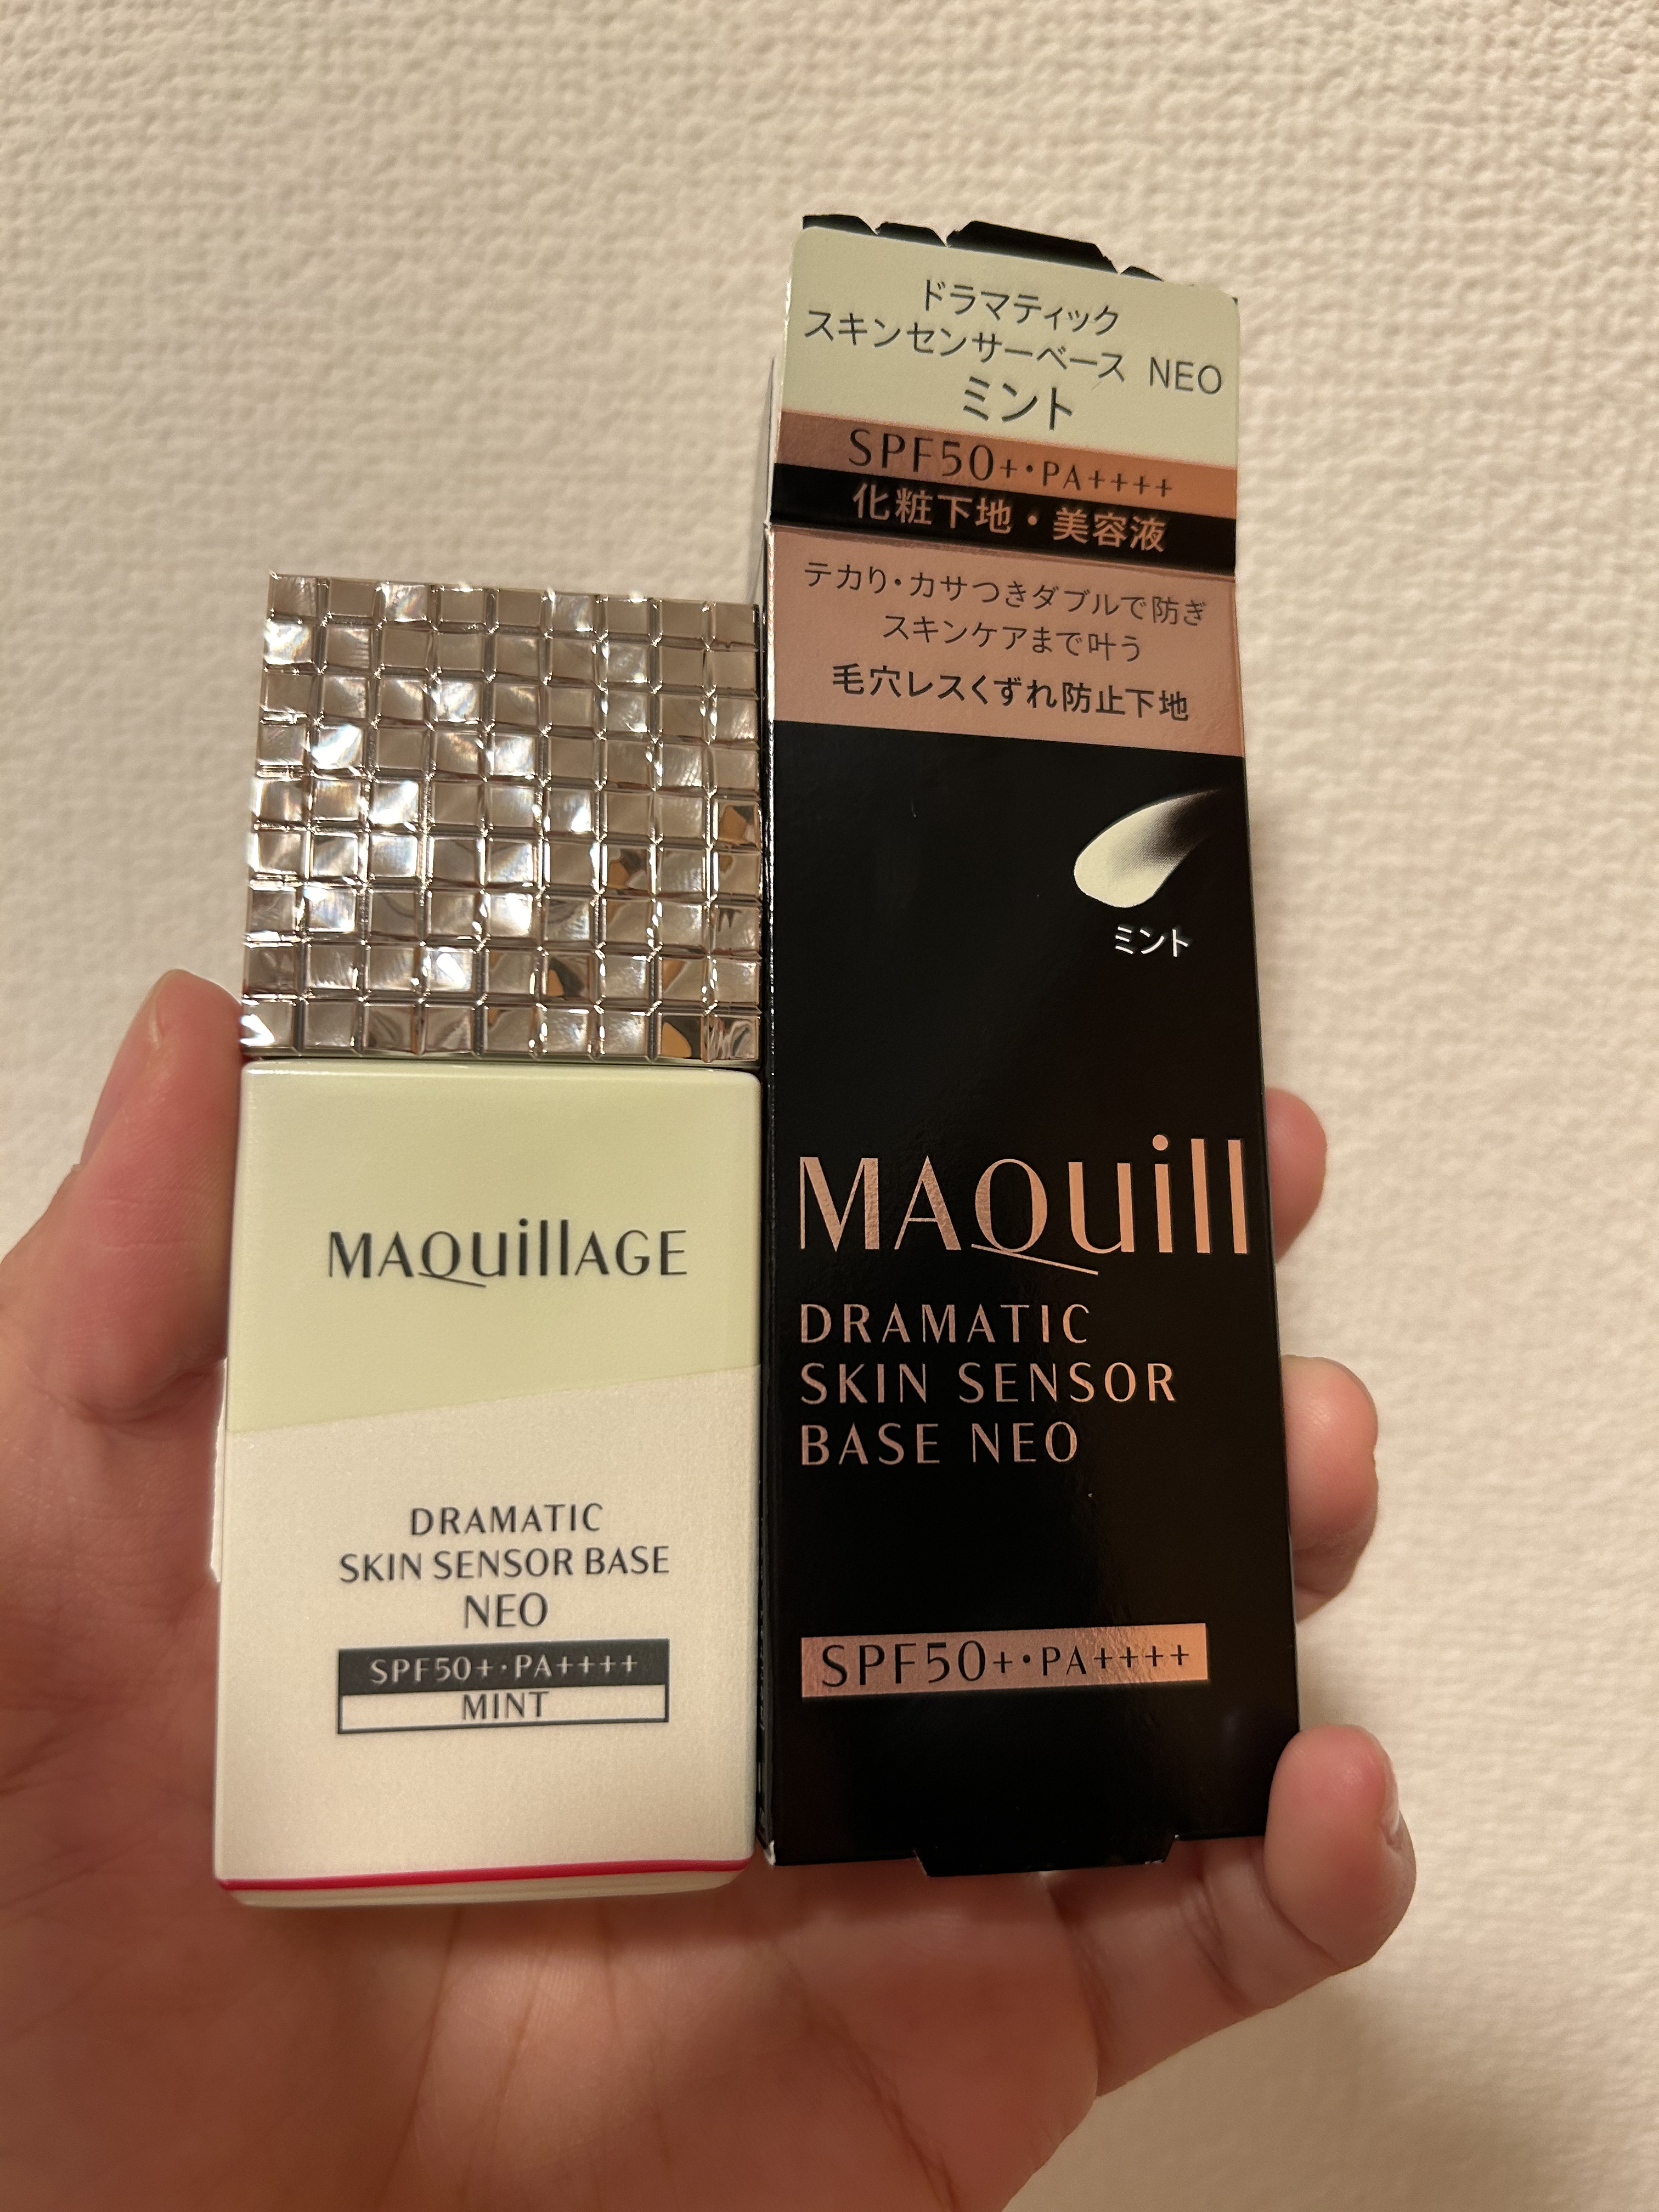 MAQuillAGE
DRAMATIC
SKIN SENSOR BASE
NEO
SPF50+・PA++++
MINT
ドラマティック
スキンセンサーベース NEO
ミント
SPF50+・PA++++
化粧下地・美容液
テカリ・カサつきダブルで防ぎ
スキンケアまで叶う
毛穴レスくずれ防止下地
ミント
MAQuill
DRAMATIC
SKIN SENSOR
BASE NEO
SPF50+・PA++++